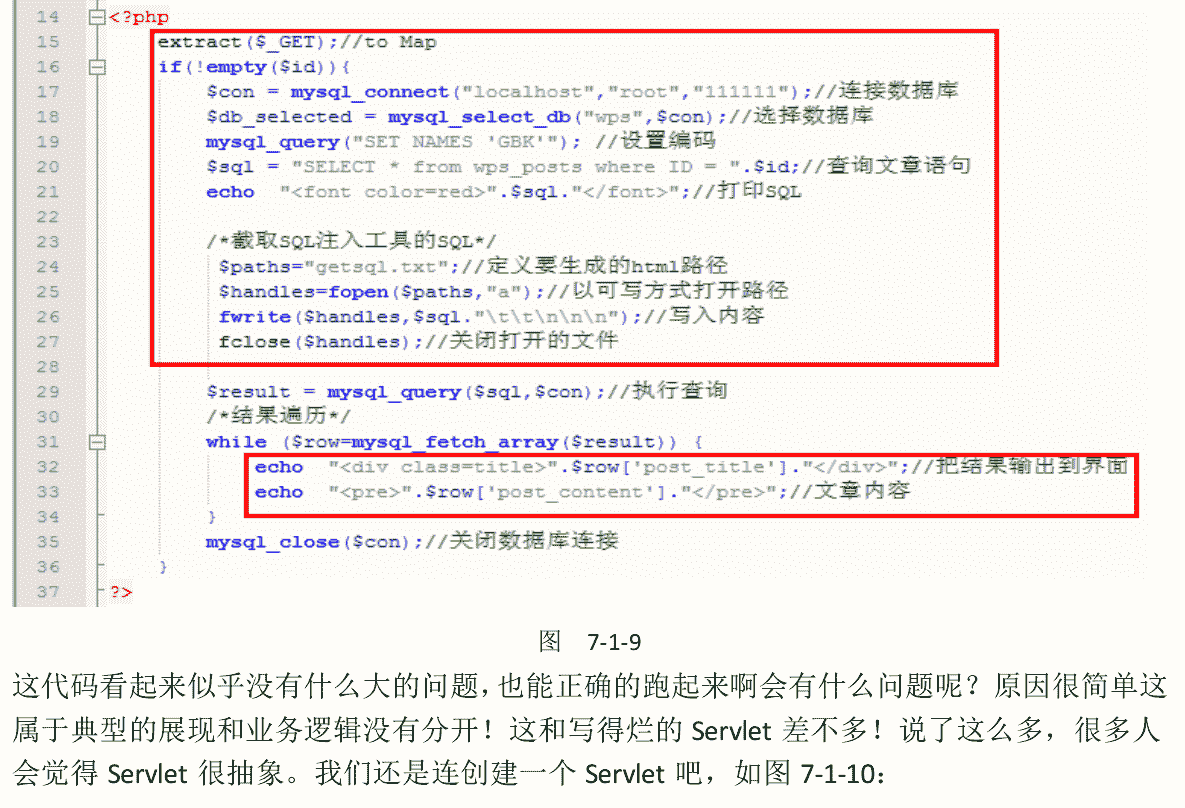 14 <?php
15 extract($_GET);//to Map
16 if(!empty($id)){
17 $con = mysql_connect("localhost","root","111111");//连接数据库
18 $db_selected = mysql_select_db("wps",$con);//选择数据库
19 mysql_query("SET NAMES 'GBK'"); //设置编码
20 $sql = "SELECT * from wps_posts where ID = ".$id;//查询文章语句
21 echo "<font color=red>".$sql."</font>";//打印SQL
22
23 /*截取SQL注入工具的SQL*/
24 $paths="getsql.txt";//定义要生成的html路径
25 $handles=fopen($paths,"a");//以可写方式打开路径
26 fwrite($handles,$sql."\t\t\n\n\n");//写入内容
27 fclose($handles);//关闭打开的文件
28
29 $result = mysql_query($sql,$con);//执行查询
30 /*结果遍历*/
31 while ($row=mysql_fetch_array($result)) {
32 echo "<div class=title>".$row['post_title']."</div>";//把结果输出到界面
33 echo "<pre>".$row['post_content']."</pre>";//文章内容
34 }
35 mysql_close($con);//关闭数据库连接
36 }
37 ?>
图 7-1-9
这代码看起来似乎没有什么大的问题，也能正确的跑起来啊会有什么问题呢？原因很简单这
属于典型的展现和业务逻辑没有分开！这和写得烂的 Servlet 差不多！说了这么多，很多人
会觉得 Servlet 很抽象。我们还是连创建一个 Servlet 吧，如图 7-1-10：